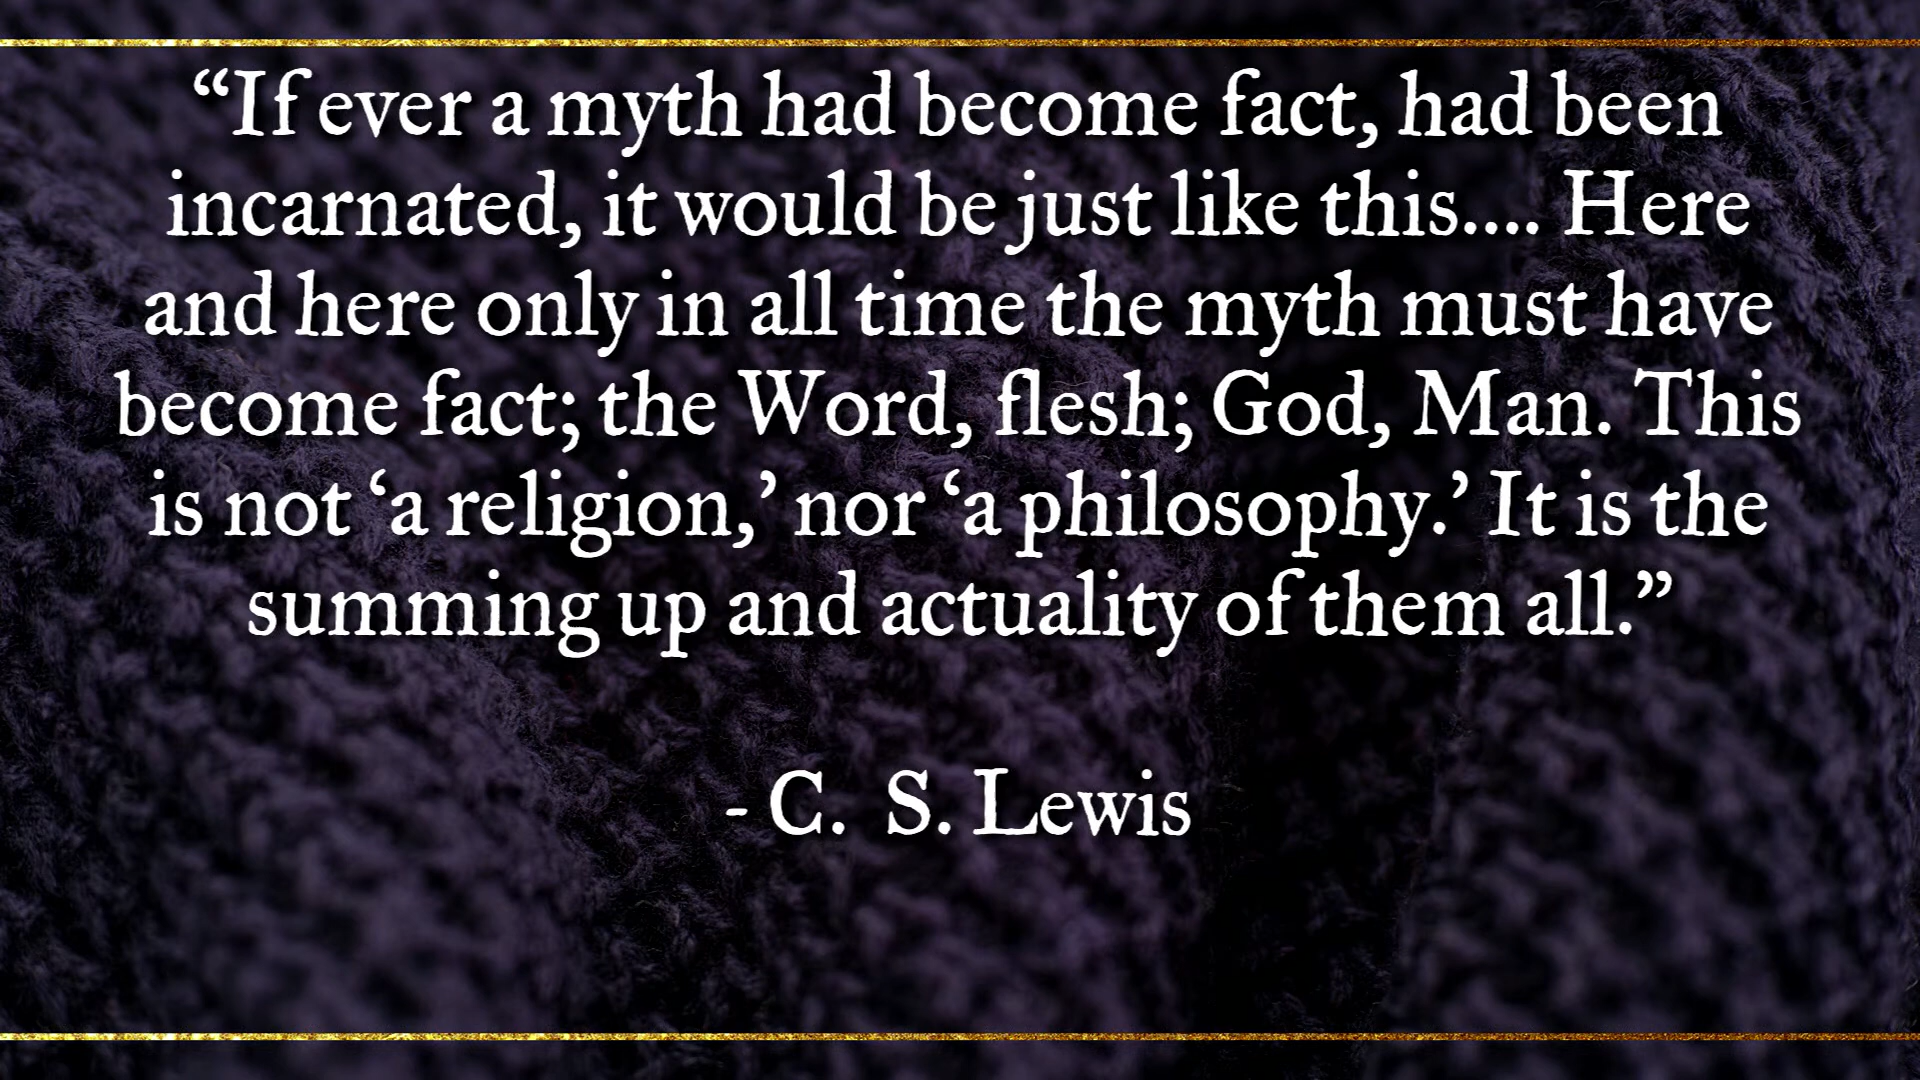 “If ever a myth had become fact, had been
incarnated, it would be just like this.... Here
and here only in all time the myth must have
become fact; the Word, flesh; God, Man. This
is not ‘a religion,’ nor ‘a philosophy.’ It is the
summing up and actuality of them all.”
- C. S. Lewis